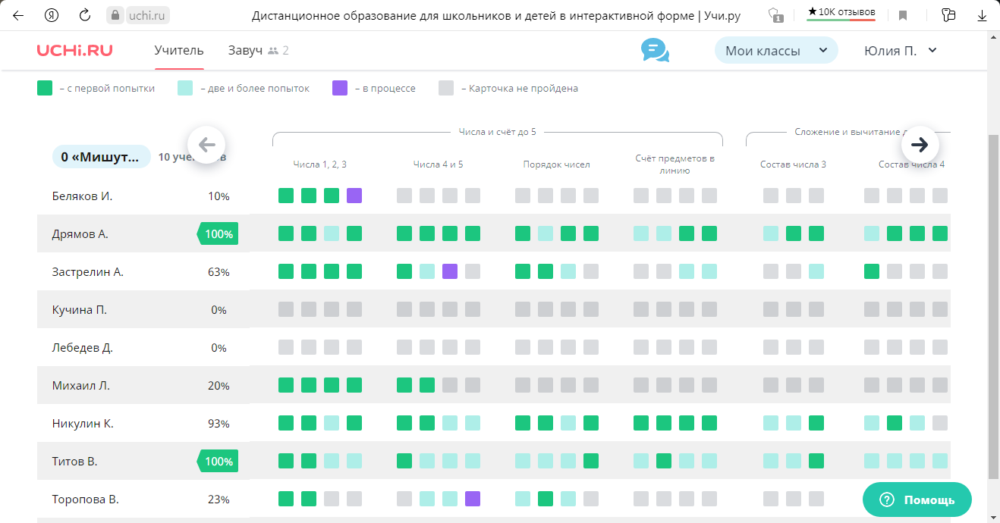 uchi.ru
Дистанционное образование для школьников и детей в интерактивной форме | Учи.ру
1
★10K отзывов
UCHi.RU
Учитель
Завуч 2
Мои классы
Юлия П.
– с первой попытки
– две и более попыток
– в процессе
– Карточка не пройдена
Числа и счёт до 5
Сложение и вычитание
0 «Мишут...
10
Числа 1, 2, 3
Числа 4 и 5
Порядок чисел
Счёт предметов в
линию
Состав числа 3
Состав числа 4
Беляков И. 10%
Дрямов А. 100%
Застрелин А. 63%
Кучина П. 0%
Лебедев Д. 0%
Михаил Л. 20%
Никулин К. 93%
Титов В. 100%
Торопова В. 23%
Помощь